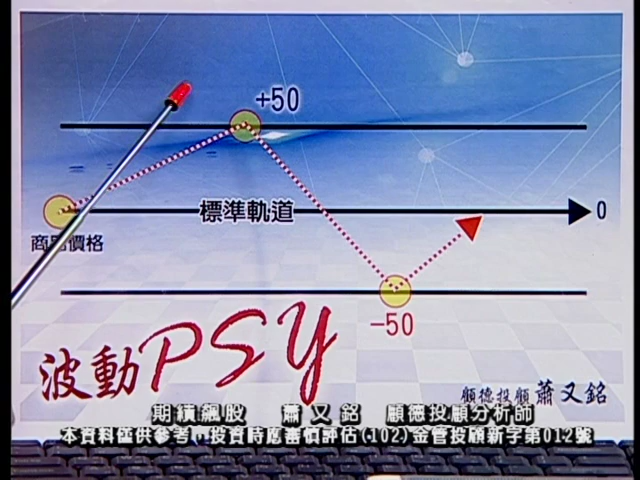 +50
標準軌道
0
商品價格
-50
波動PSY
顧德投顧 蕭又銘
期績飆股 蕭又銘 顧德投顧分析師
本資料僅供參考，投資時應審慎評估(102)金管投顧新字第012號